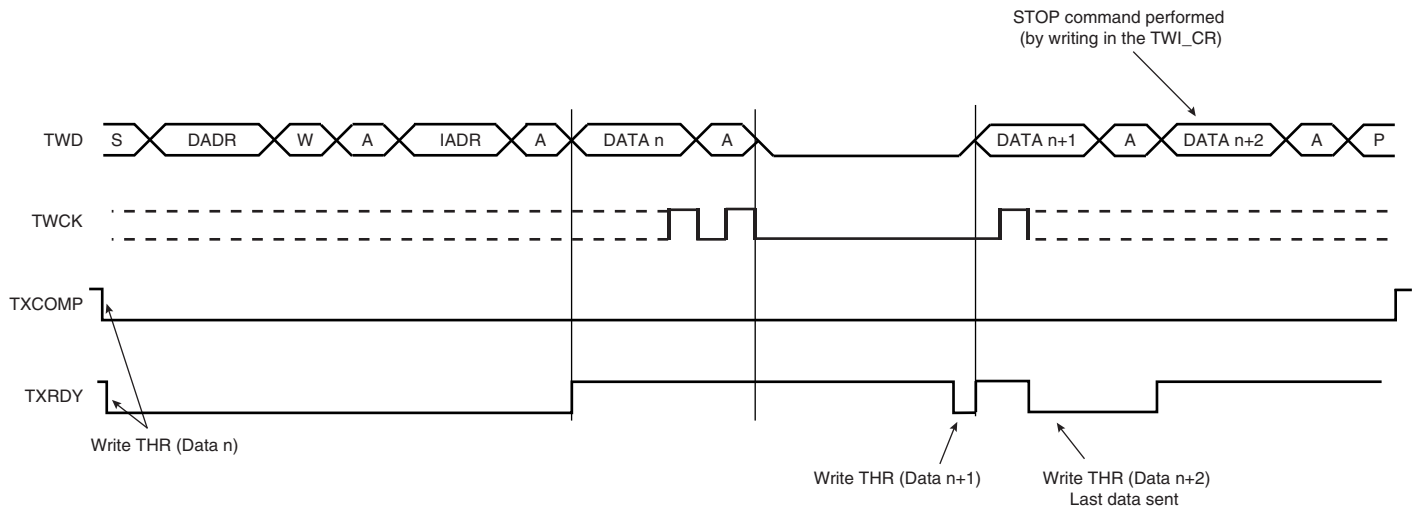 STOP command performed
(by writing in the TWI_CR)
TWD S DADR W A IADR A DATA n A DATA n+1 A DATA n+2 A P
TWCK
TXCOMP
TXRDY
Write THR (Data n)
Write THR (Data n+1) Write THR (Data n+2)
Last data sent